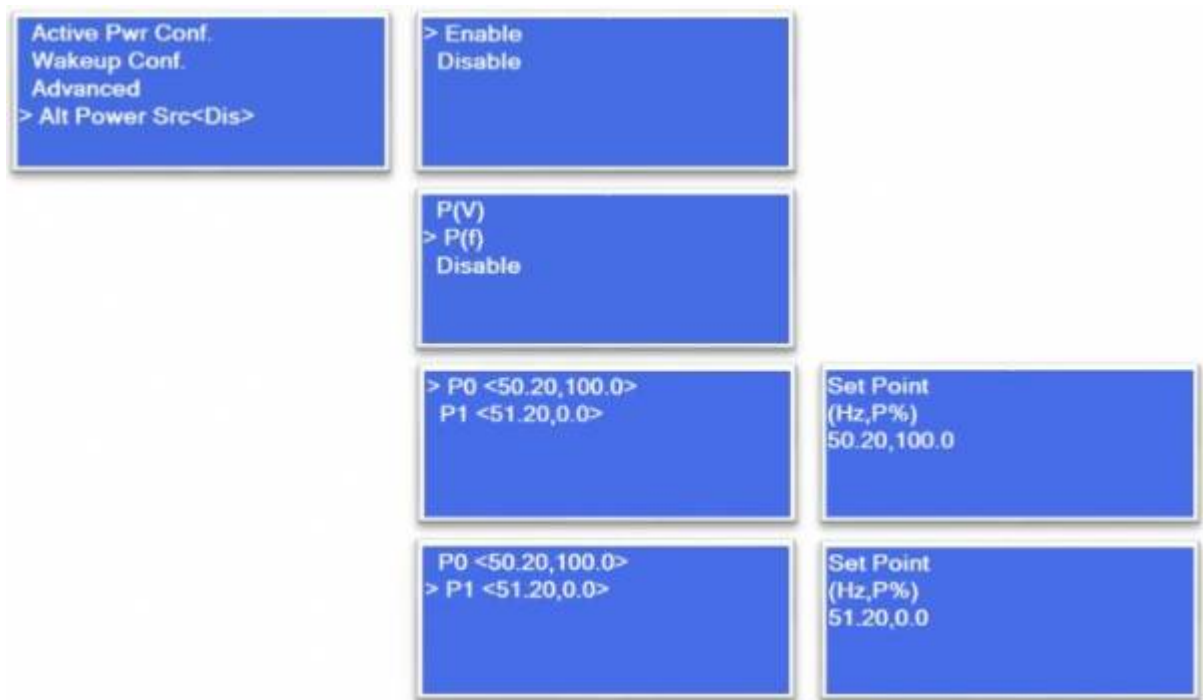 Active Pwr Conf.
Wakeup Conf.
Advanced
> Alt Power Src<Dis>
> Enable
Disable
P(V)
> P(f)
Disable
> P0 <50.20,100.0>
P1 <51.20,0.0>
Set Point
(Hz,P%)
50.20,100.0
P0 <50.20,100.0>
> P1 <51.20,0.0>
Set Point
(Hz,P%)
51.20,0.0